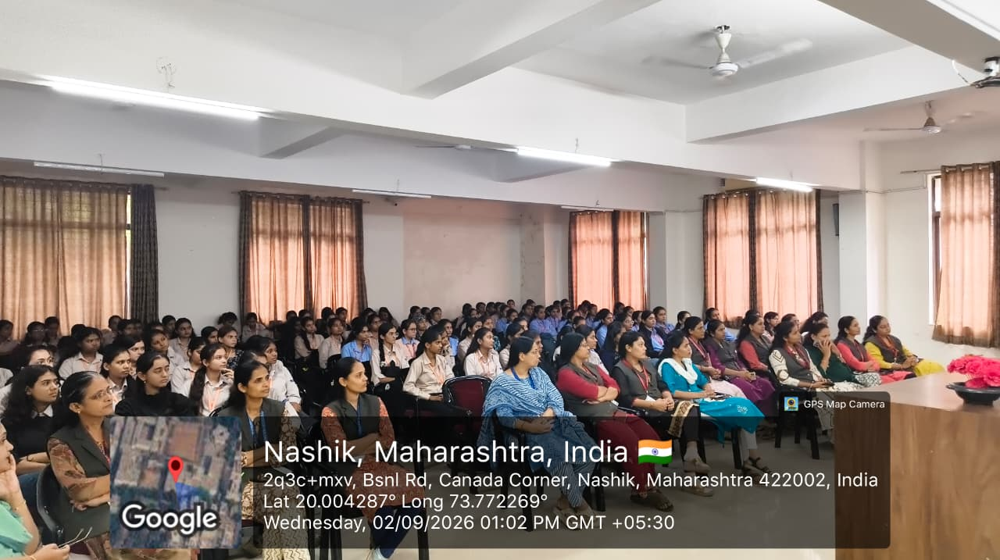 GPS Map Camera
Nashik, Maharashtra, India
2q3c+mxv, Bsnl Rd, Canada Corner, Nashik, Maharashtra 422002, India
Lat 20.004287° Long 73.772269°
Wednesday, 02/09/2026 01:02 PM GMT +05:30
Google